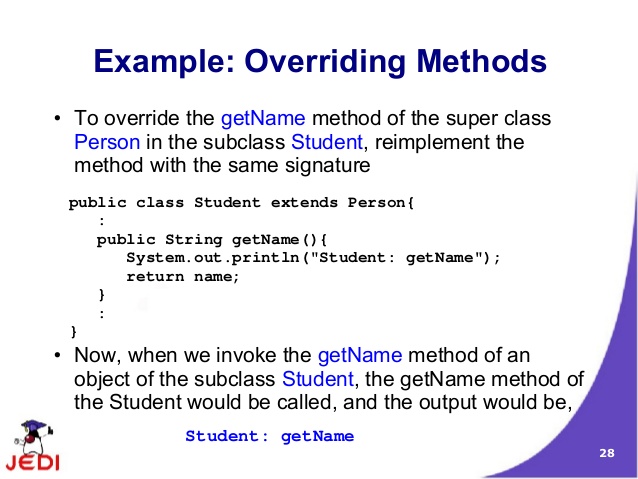 Example: Overriding Methods
• To override the getName method of the super class
Person in the subclass Student, reimplement the
method with the same signature
public class Student extends Person{
:
public String getName(){
System.out.println("Student: getName");
return name;
}
:
}
• Now, when we invoke the getName method of an
object of the subclass Student, the getName method of
the Student would be called, and the output would be,
Student: getName
JEDI
28